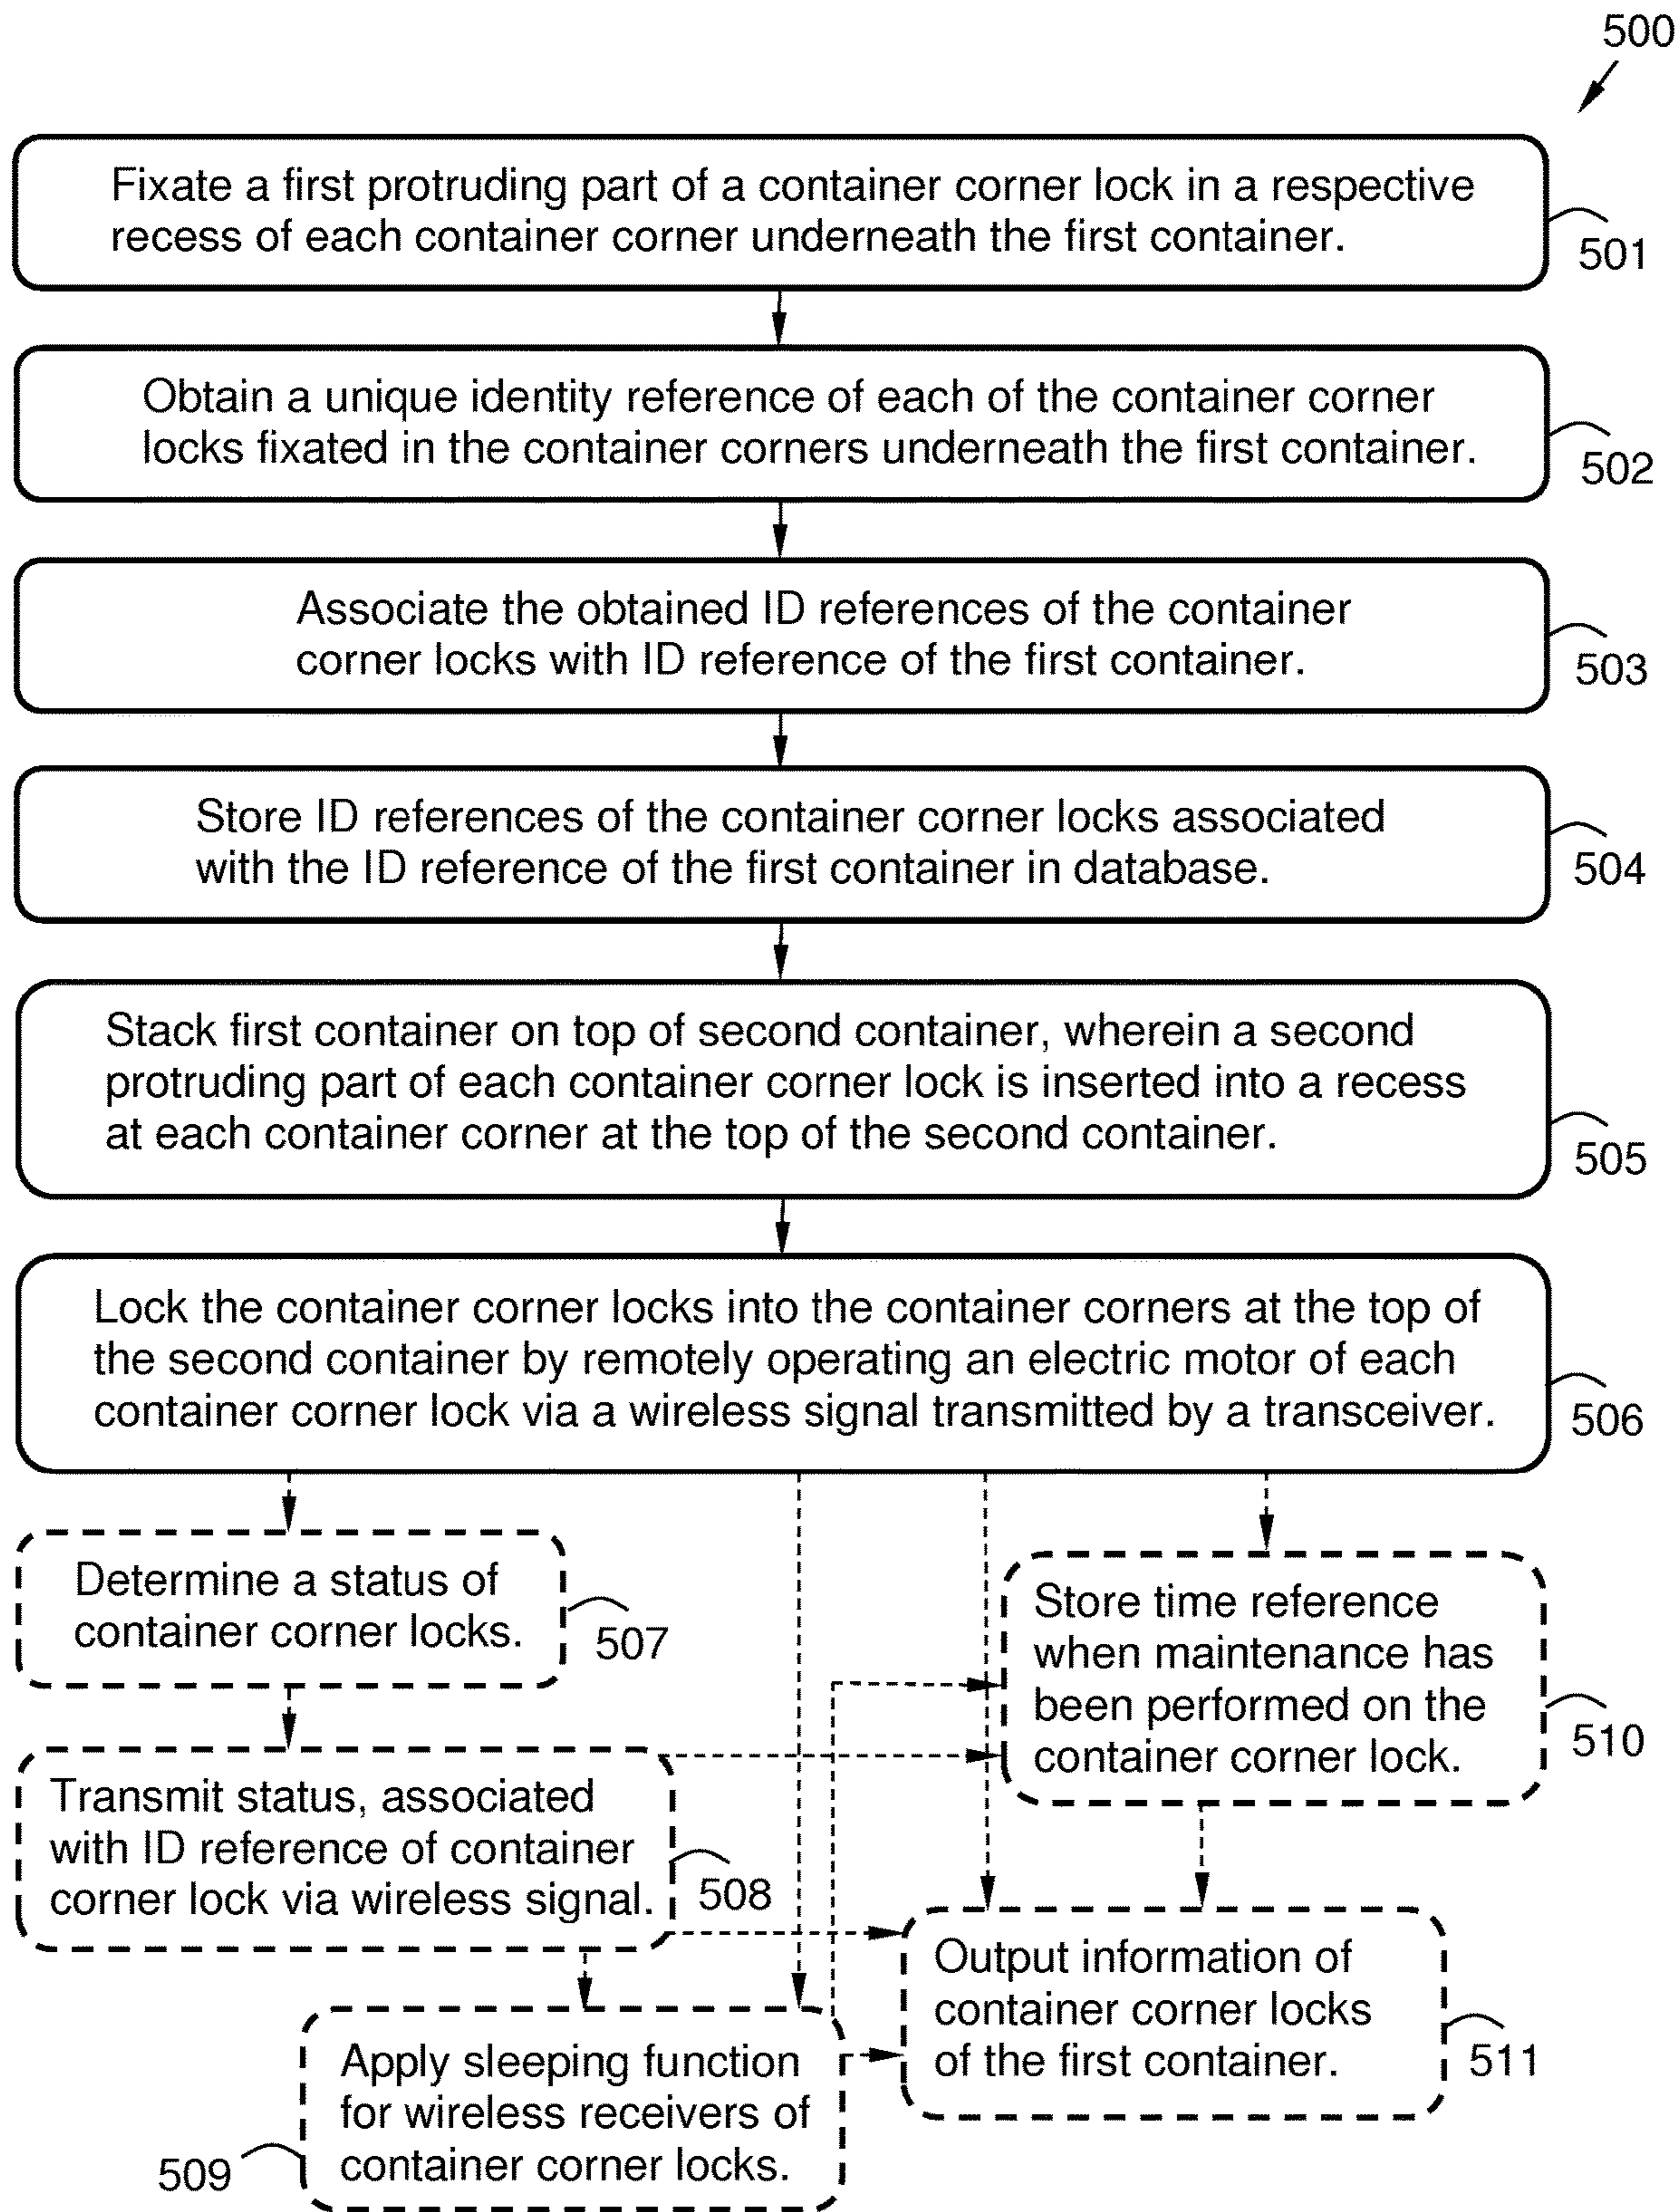 500
Fixate a first protruding part of a container corner lock in a respective
recess of each container corner underneath the first container.
501
Obtain a unique identity reference of each of the container corner
locks fixated in the container corners underneath the first container.
502
Associate the obtained ID references of the container
corner locks with ID reference of the first container.
503
Store ID references of the container corner locks associated
with the ID reference of the first container in database.
504
Stack first container on top of second container, wherein a second
protruding part of each container corner lock is inserted into a recess
at each container corner at the top of the second container.
505
Lock the container corner locks into the container corners at the top of
the second container by remotely operating an electric motor of each
container corner lock via a wireless signal transmitted by a transceiver.
506
Determine a status of
container corner locks.
507
Store time reference
when maintenance has
been performed on the
container corner lock.
510
Transmit status, associated
with ID reference of container
corner lock via wireless signal.
508
Output information of
container corner locks
of the first container.
511
Apply sleeping function
for wireless receivers of
container corner locks.
509